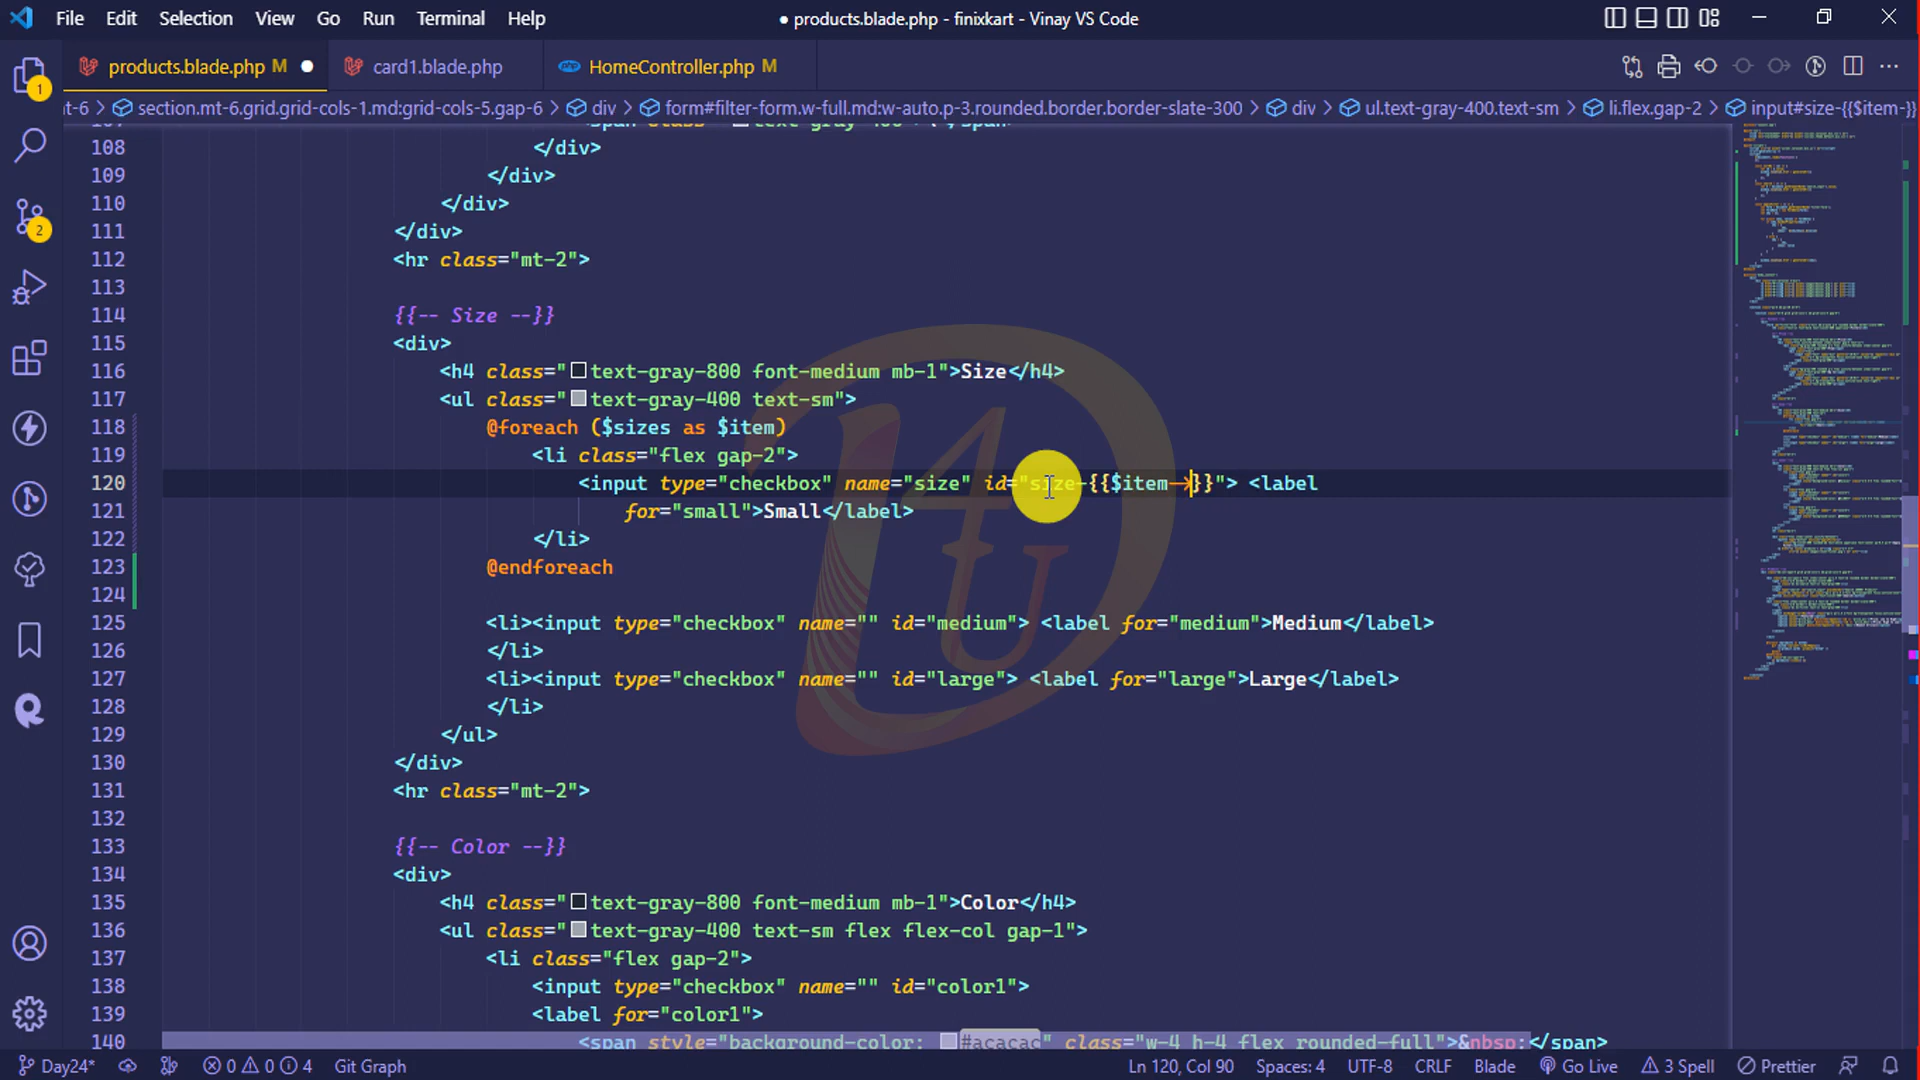 File Edit Selection View Go Run Terminal Help
● products.blade.php - finixkart - Vinay VS Code
products.blade.php M ●
card1.blade.php
HomeController.php M
nt-6 > section.mt-6.grid.grid-cols-1.md:grid-cols-5.gap-6 > div > form#filter-form.w-full.md:w-auto.p-3.rounded.border.border-slate-300 > div > ul.text-gray-400.text-sm > li.flex.gap-2 > input#size-{{$item-}}
108 </div>
109 </div>
110 </div>
111 </div>
112 <hr class="mt-2">
113
114 {{-- Size --}}
115 <div>
116 <h4 class="text-gray-800 font-medium mb-1">Size</h4>
117 <ul class="text-gray-400 text-sm">
118 @foreach ($sizes as $item)
119 <li class="flex gap-2">
120 <input type="checkbox" name="size" id="size-{{$item->}}"> <label
121 for="small">Small</label>
122 </li>
123 @endforeach
124
125 <li><input type="checkbox" name="" id="medium"> <label for="medium">Medium</label>
126 </li>
127 <li><input type="checkbox" name="" id="large"> <label for="large">Large</label>
128 </li>
129 </ul>
130 </div>
131 <hr class="mt-2">
132
133 {{-- Color --}}
134 <div>
135 <h4 class="text-gray-800 font-medium mb-1">Color</h4>
136 <ul class="text-gray-400 text-sm flex flex-col gap-1">
137 <li class="flex gap-2">
138 <input type="checkbox" name="" id="color1">
139 <label for="color1">
140 <span style="background-color: #acacac" class="w-4 h-4 flex rounded-full">&nbsp;</span>
1
2
D4U
Day24* 0 0 4 Git Graph
Ln 120, Col 90 Spaces: 4 UTF-8 CRLF Blade Go Live 3 Spell Prettier